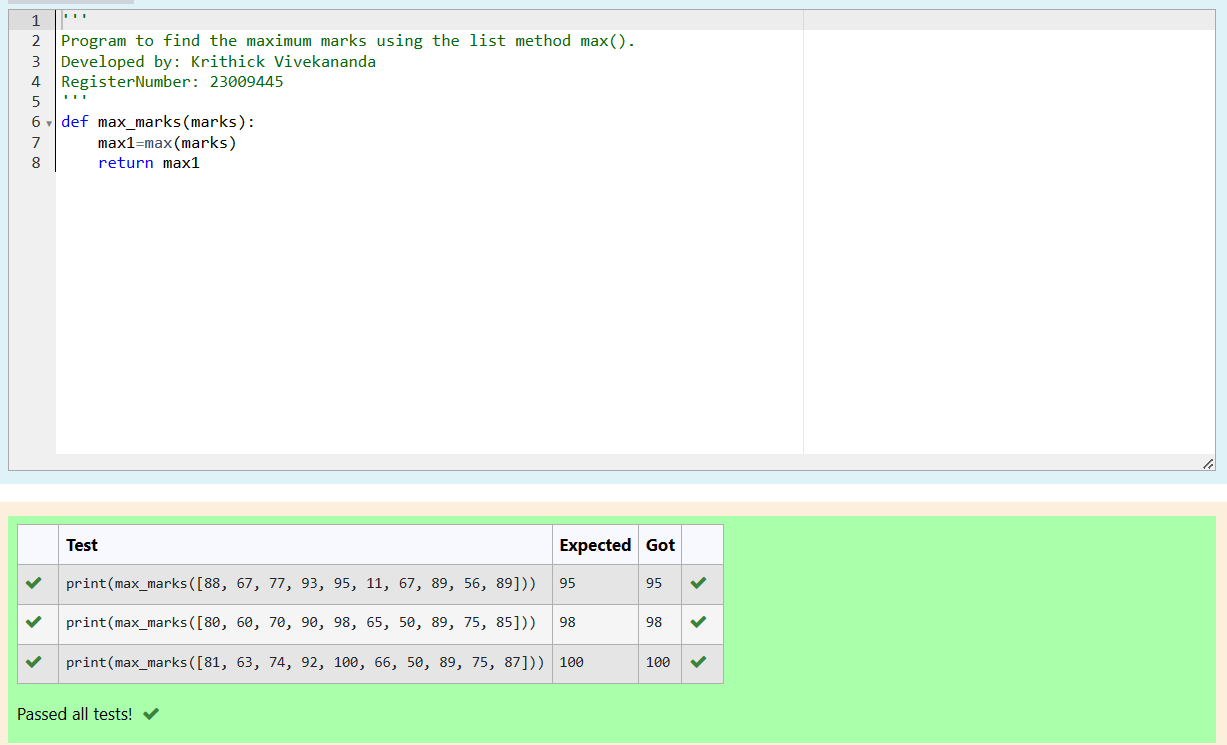 1 '''
2 Program to find the maximum marks using the list method max().
3 Developed by: Krithick Vivekananda
4 RegisterNumber: 23009445
5 '''
6 def max_marks(marks):
7     max1=max(marks)
8     return max1
Test Expected Got
print(max_marks([88, 67, 77, 93, 95, 11, 67, 89, 56, 89])) 95 95
print(max_marks([80, 60, 70, 90, 98, 65, 50, 89, 75, 85])) 98 98
print(max_marks([81, 63, 74, 92, 100, 66, 50, 89, 75, 87])) 100 100
Passed all tests!